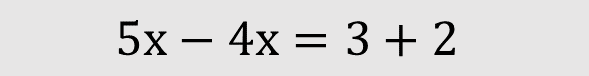 5x − 4x = 3 + 2